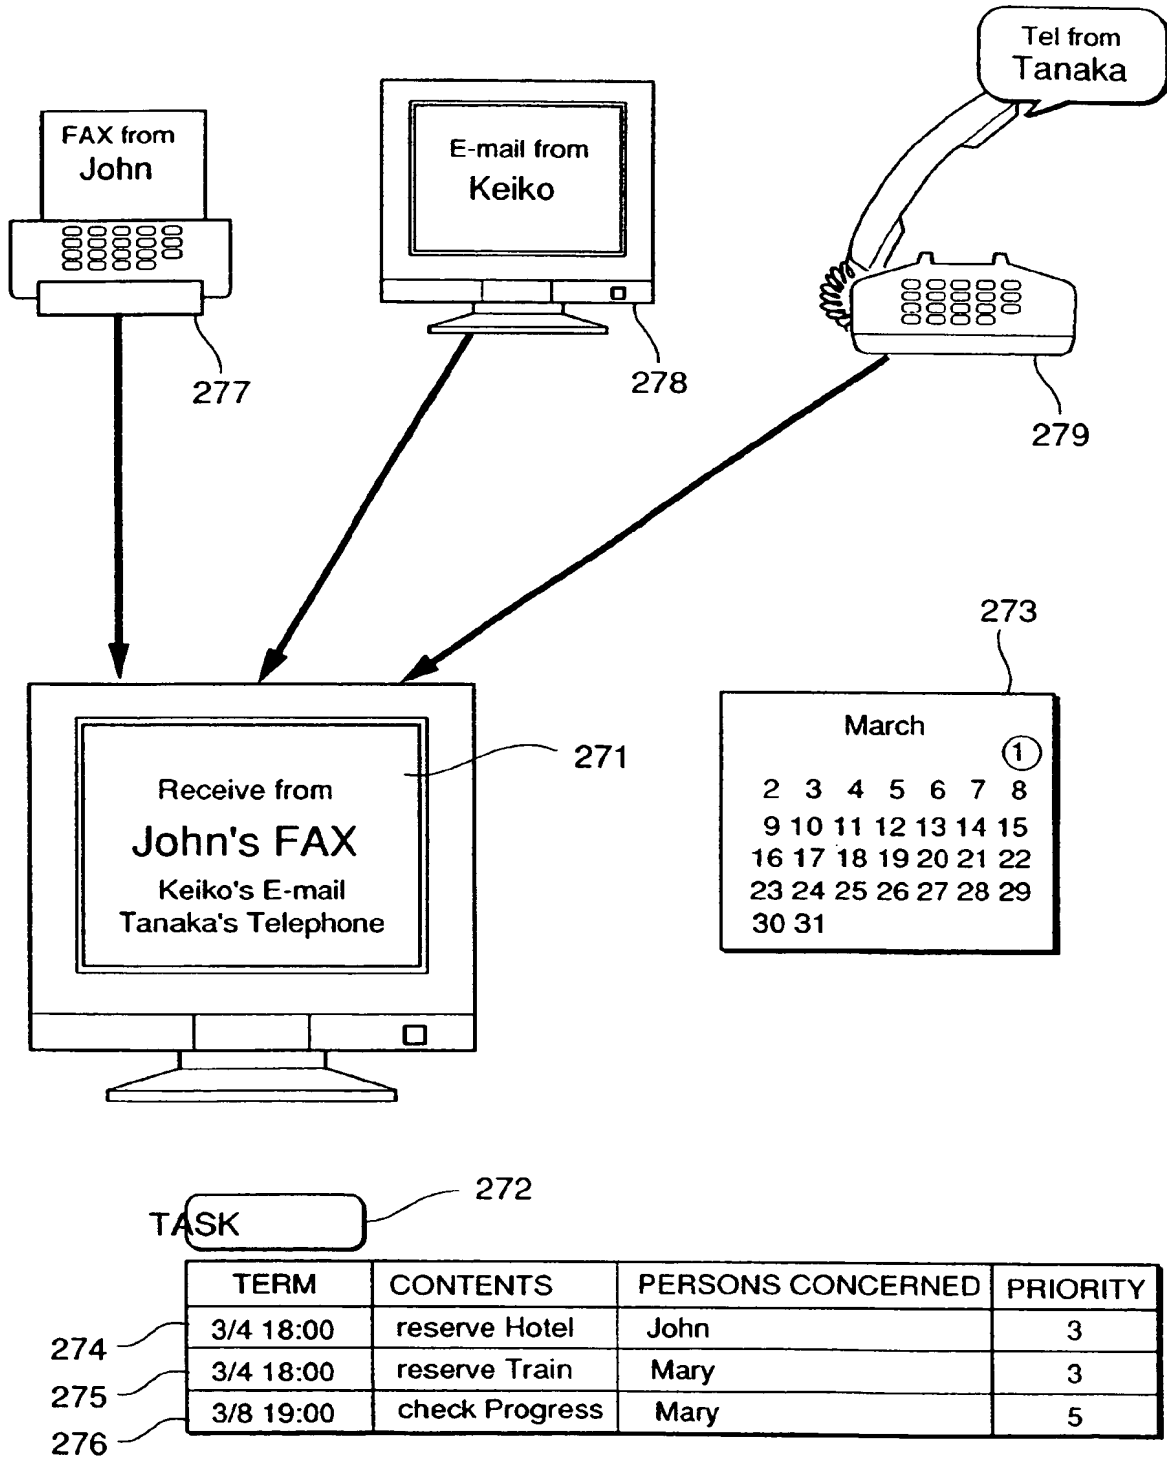 Tel from
Tanaka
FAX from
John
E-mail from
Keiko
277
278
279
273
271
Receive from
John's FAX
Keiko's E-mail
Tanaka's Telephone
March
1
2 3 4 5 6 7 8
9 10 11 12 13 14 15
16 17 18 19 20 21 22
23 24 25 26 27 28 29
30 31
272
TASK
TERM CONTENTS PERSONS CONCERNED PRIORITY
274 3/4 18:00 reserve Hotel John 3
275 3/4 18:00 reserve Train Mary 3
276 3/8 19:00 check Progress Mary 5